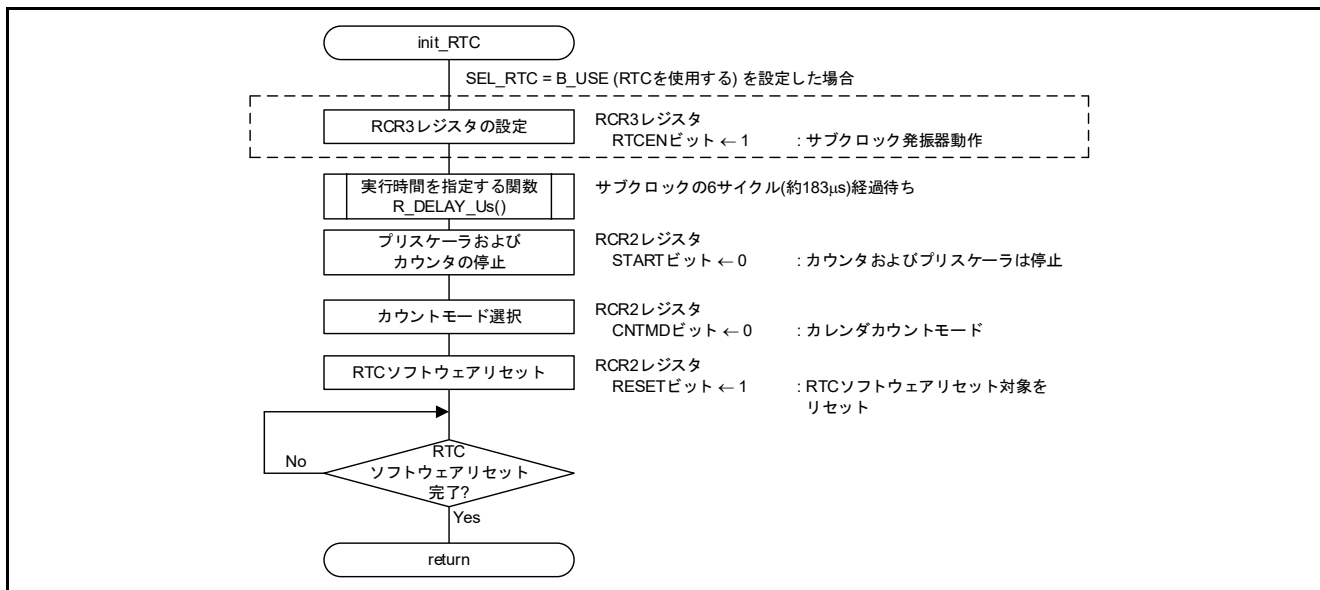 init_RTC
SEL_RTC = B_USE (RTCを使用する) を設定した場合
RCR3レジスタの設定
RCR3レジスタ
RTCENビット ← 1 : サブクロック発振器動作
実行時間を指定する関数
R_DELAY_Us()
サブクロックの6サイクル(約183μs)経過待ち
プリスケーラおよび
カウンタの停止
RCR2レジスタ
STARTビット ← 0 : カウンタおよびプリスケーラは停止
カウントモード選択
RCR2レジスタ
CNTMDビット ← 0 : カレンダカウントモード
RTCソフトウェアリセット
RCR2レジスタ
RESETビット ← 1 : RTCソフトウェアリセット対象を
リセット
RTC
ソフトウェアリセット
完了?
No
Yes
return